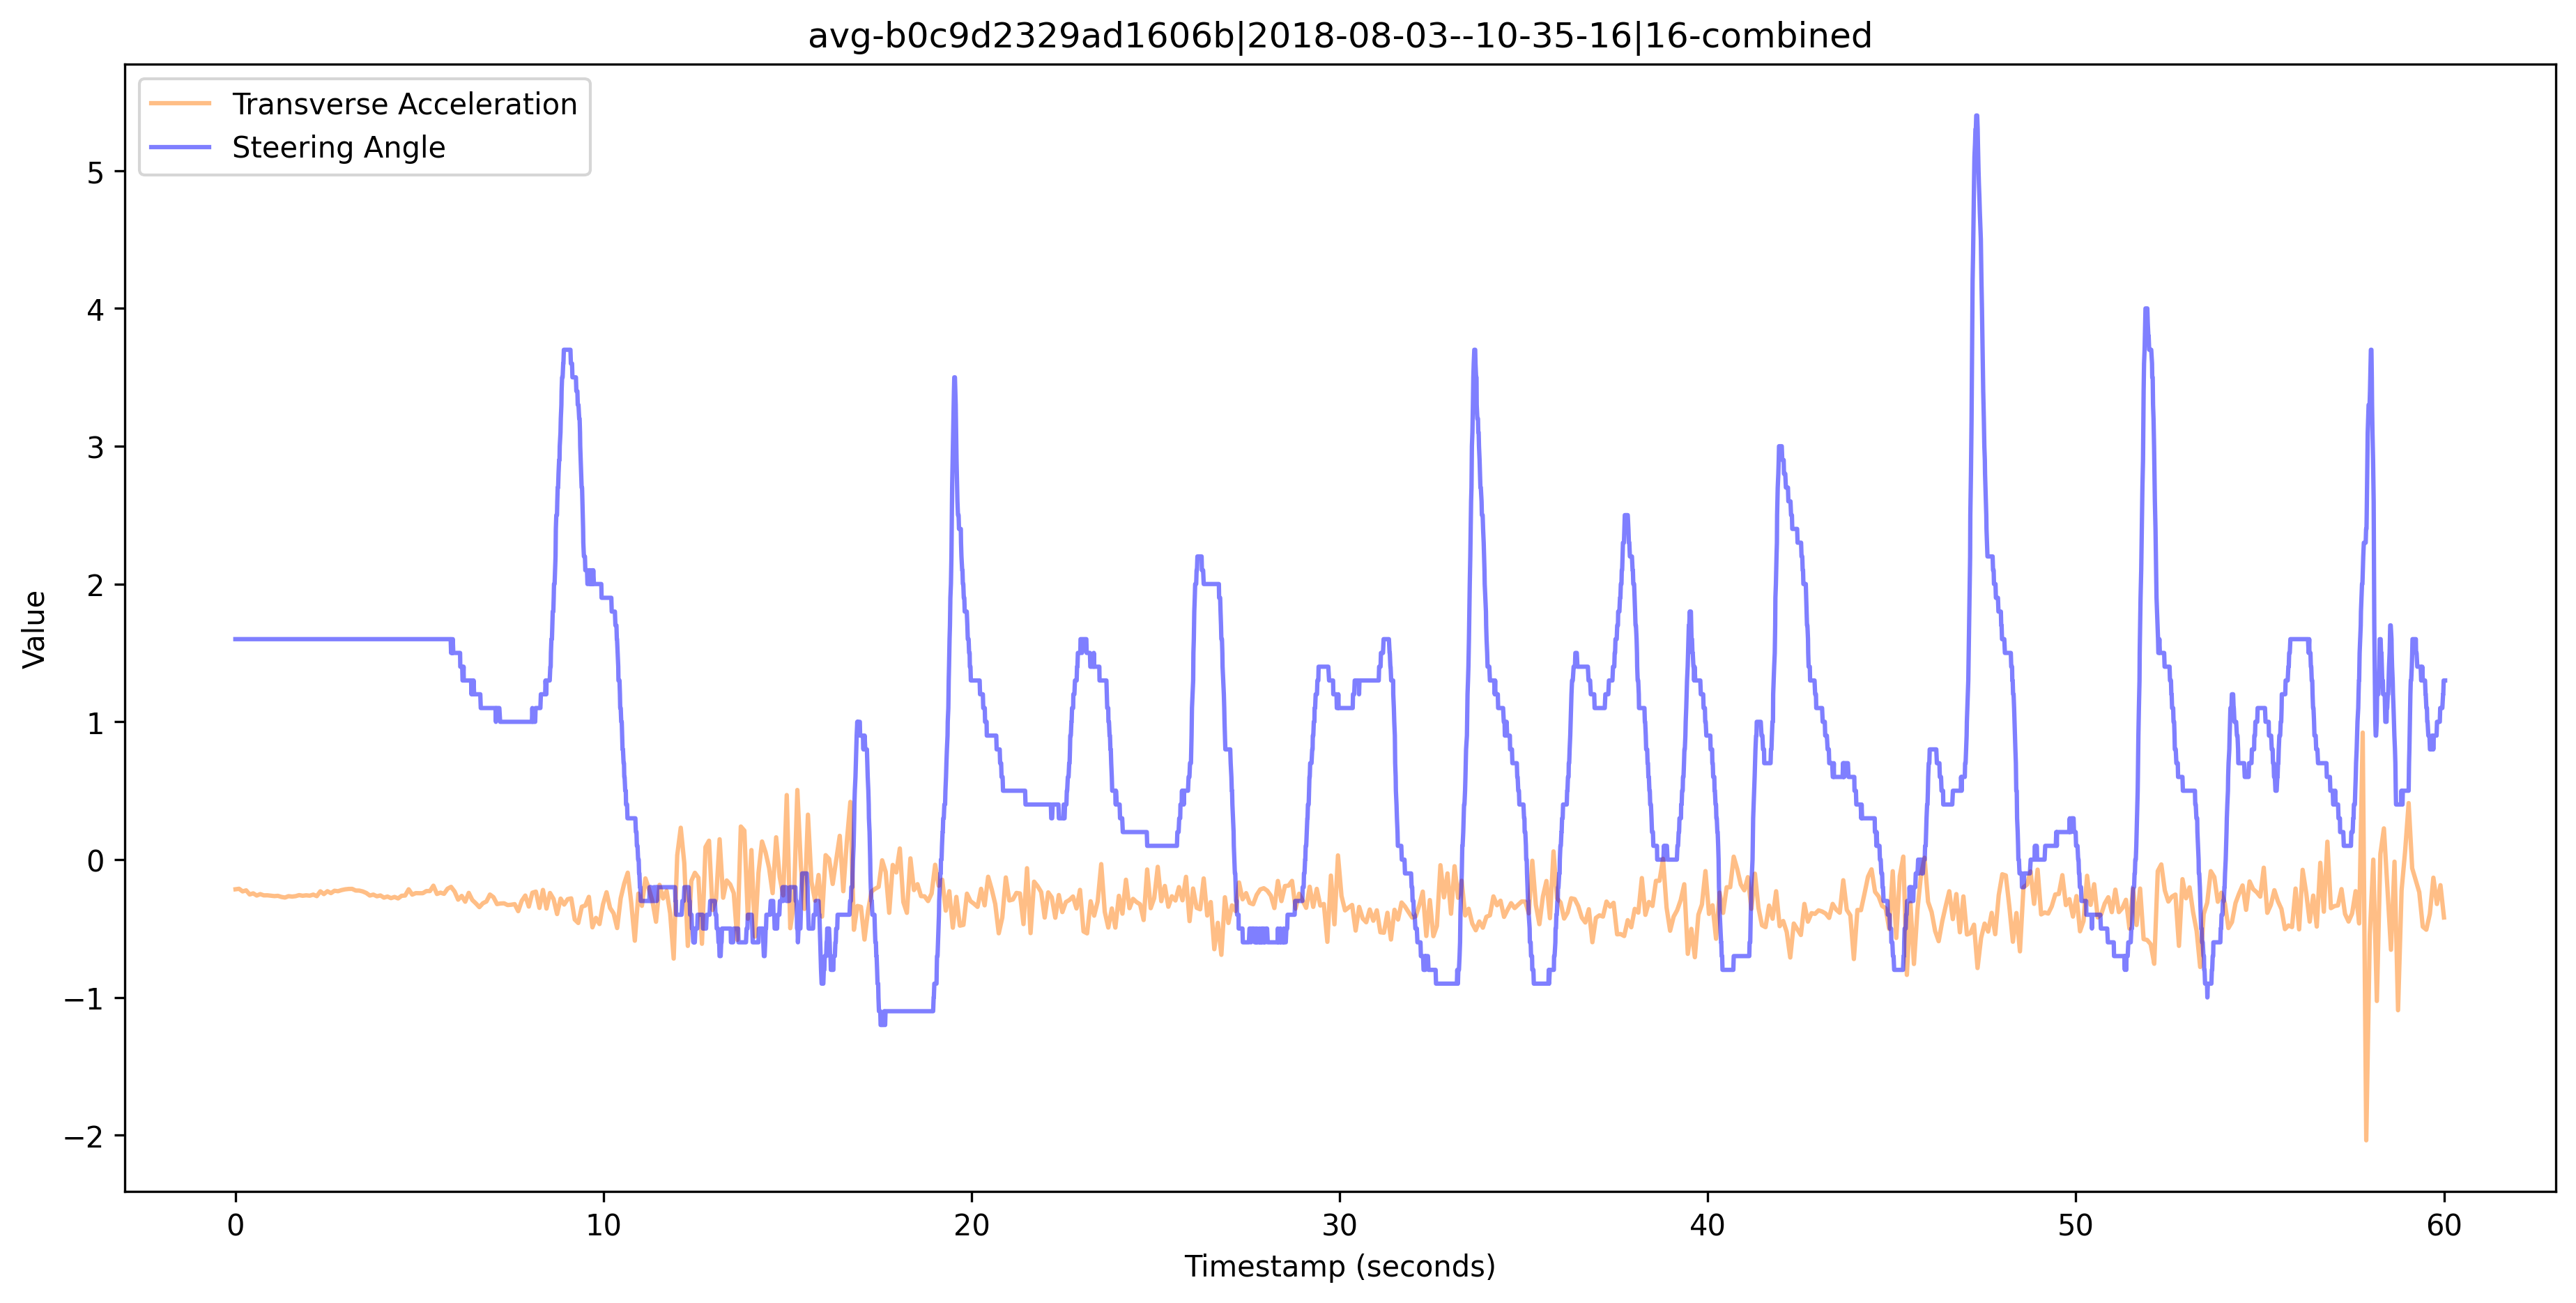 avg-b0c9d2329ad1606b|2018-08-03--10-35-16|16-combined
Transverse Acceleration
Steering Angle
5
4
3
2
1
0
−1
−2
Value
0 10 20 30 40 50 60
Timestamp (seconds)